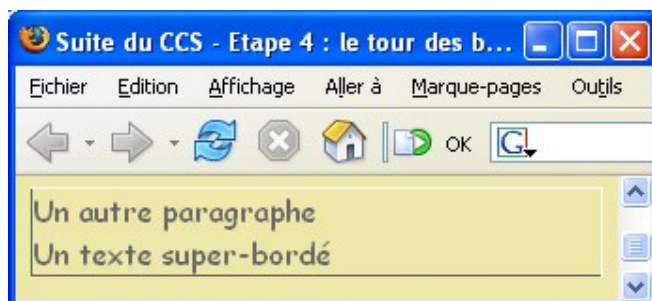 Suite du CCS - Etape 4 : le tour des b...
Fichier Edition Affichage Aller à Marque-pages Outils
OK G
Un autre paragraphe
Un texte super-bordé